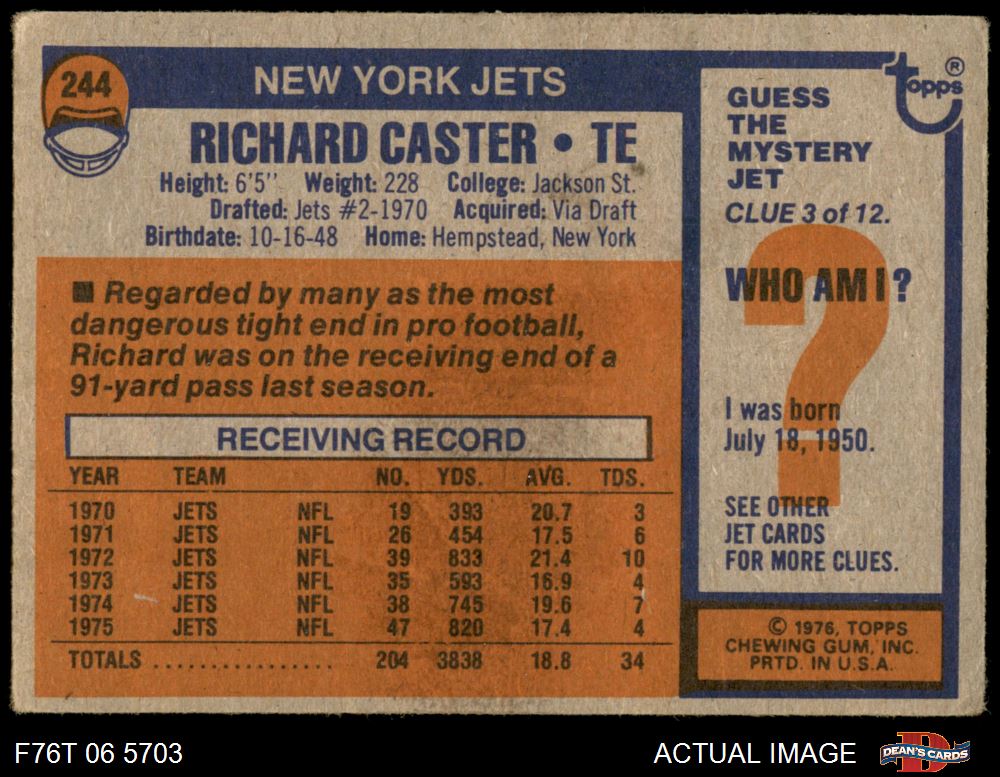 244
NEW YORK JETS
RICHARD CASTER • TE
Height: 6'5" Weight: 228 College: Jackson St.
Drafted: Jets #2-1970 Acquired: Via Draft
Birthdate: 10-16-48 Home: Hempstead, New York
■ Regarded by many as the most
dangerous tight end in pro football,
Richard was on the receiving end of a
91-yard pass last season.
RECEIVING RECORD
YEAR TEAM NO. YDS. AVG. TDS.
1970 JETS NFL 19 393 20.7 3
1971 JETS NFL 26 454 17.5 6
1972 JETS NFL 39 833 21.4 10
1973 JETS NFL 35 593 16.9 4
1974 JETS NFL 38 745 19.6 7
1975 JETS NFL 47 820 17.4 4
TOTALS ................ 204 3838 18.8 34
topps ®
GUESS
THE
MYSTERY
JET
CLUE 3 of 12.
?
WHO AM I?
I was born
July 18, 1950.
SEE OTHER
JET CARDS
FOR MORE CLUES.
© 1976, TOPPS
CHEWING GUM, INC.
PRTD. IN U.S.A.
F76T 06 5703
ACTUAL IMAGE
D
DEAN'S CARDS